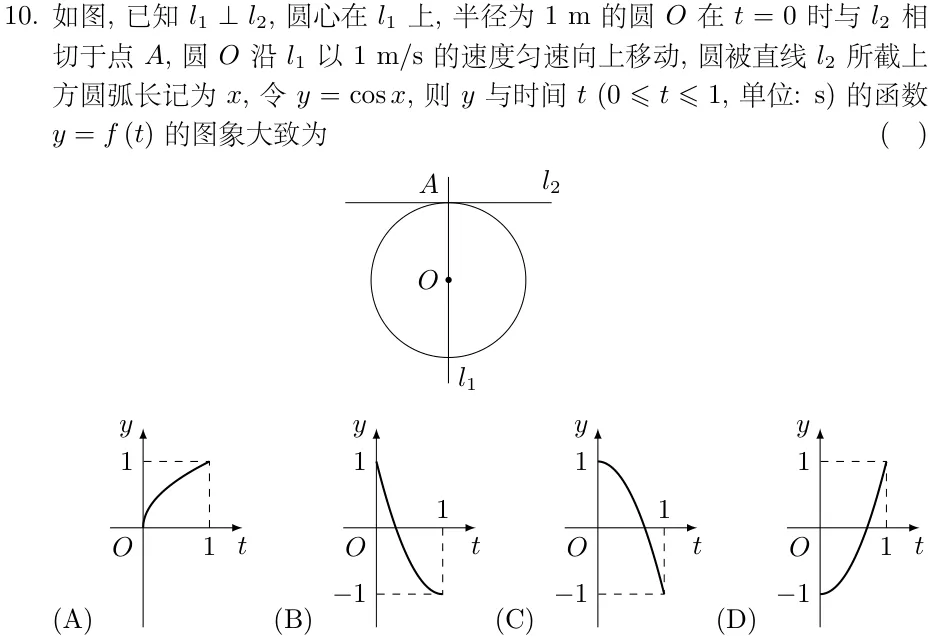 10. 如图, 已知 l₁ ⊥ l₂, 圆心在 l₁ 上, 半径为 1 m 的圆 O 在 t = 0 时与 l₂ 相
切于点 A, 圆 O 沿 l₁ 以 1 m/s 的速度匀速向上移动, 圆被直线 l₂ 所截上
方圆弧长记为 x, 令 y = cos x, 则 y 与时间 t (0 ⩽ t ⩽ 1, 单位: s) 的函数
y = f (t) 的图象大致为 ( )
A l₂
O
l₁
y y y y
1 1 1 1
1 1
O 1 t O t O t O 1 t
−1 −1 −1
(A) (B) (C) (D)